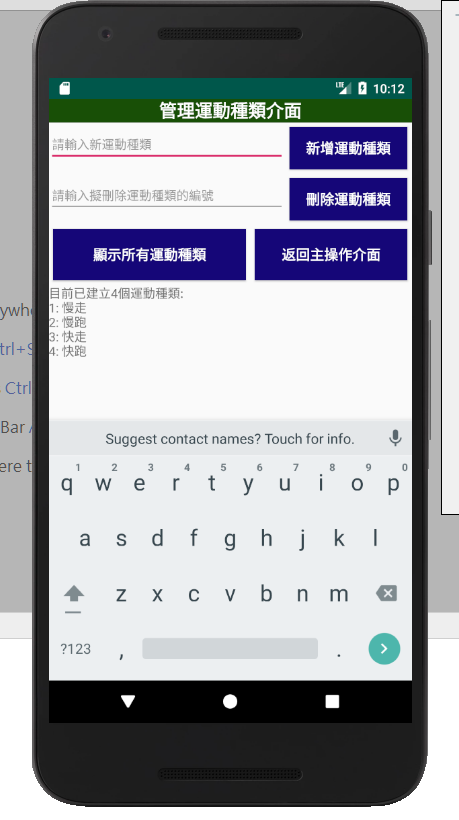 LTE 10:12
管理運動種類介面
請輸入新運動種類
新增運動種類
請輸入擬刪除運動種類的編號
刪除運動種類
顯示所有運動種類 返回主操作介面
目前已建立4個運動種類:
1: 慢走
2: 慢跑
3: 快走
4: 快跑
Suggest contact names? Touch for info.
1 2 3 4 5 6 7 8 9 0
q w e r t y u i o p
a s d f g h j k l
z x c v b n m
?123 , .
Ctrl
Bar